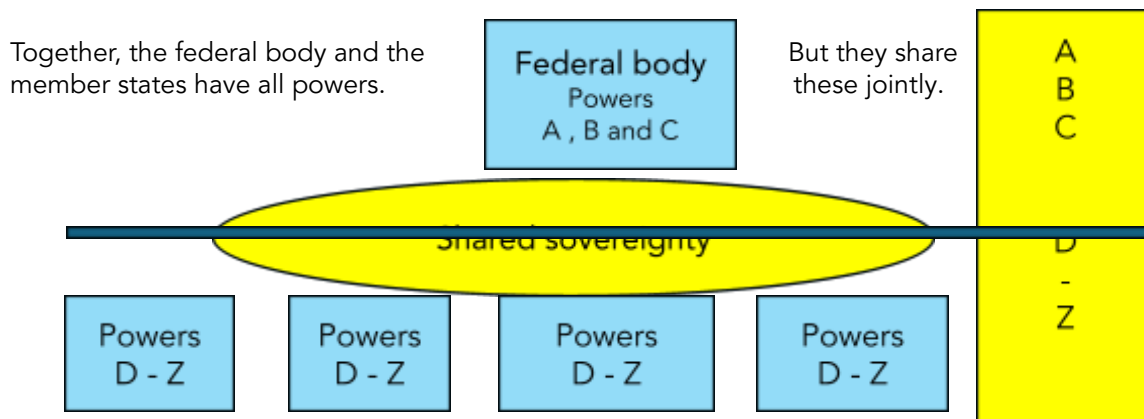 Together, the federal body and the
member states have all powers.
Federal body
Powers
A , B and C
But they share
these jointly.
A
B
C
Shared sovereignty
D
-
Z
Powers
D - Z
Powers
D - Z
Powers
D - Z
Powers
D - Z